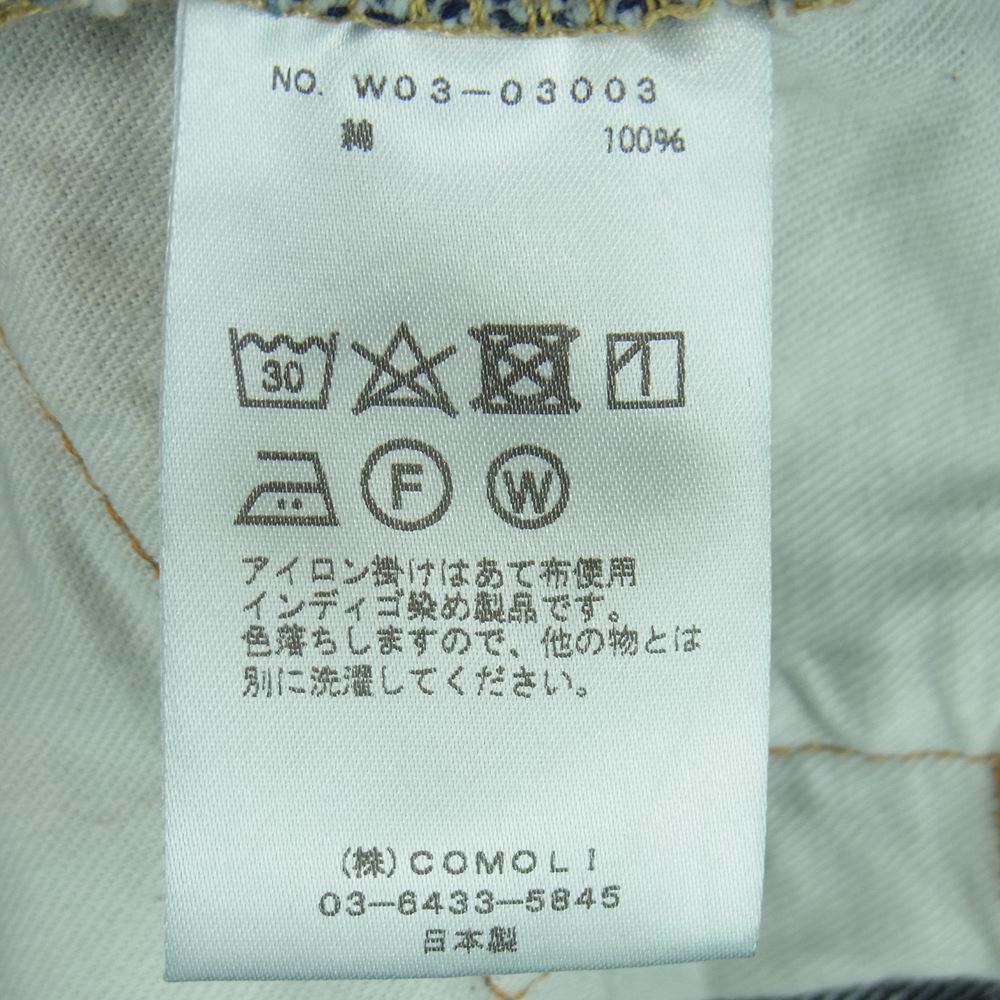 NO. W03-03003
綿 100%
30
F W
アイロン掛けはあて布使用
インディゴ染め製品です。
色落ちしますので、他の物とは
別に洗濯してください。
(株)COMOLI
03-6433-5845
日本製